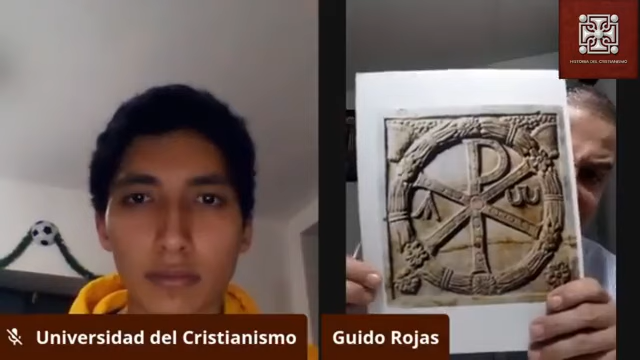 HISTORIA DEL CRISTIANISMO
Universidad del Cristianismo
Guido Rojas